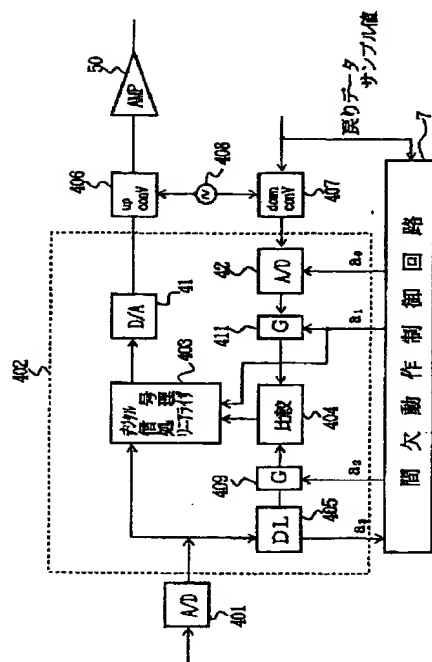 50
AMP
406
up
conV
408
戻りデータ
サンプル値
down
conV
407
402
D/A
41
42
A/D
a₀
7
411
G
a₁
403
デジタル
信号
処理
リニアライザ
比較
404
409
G
a₂
DL
405
a₃
A/D
401
間欠動作制御回路